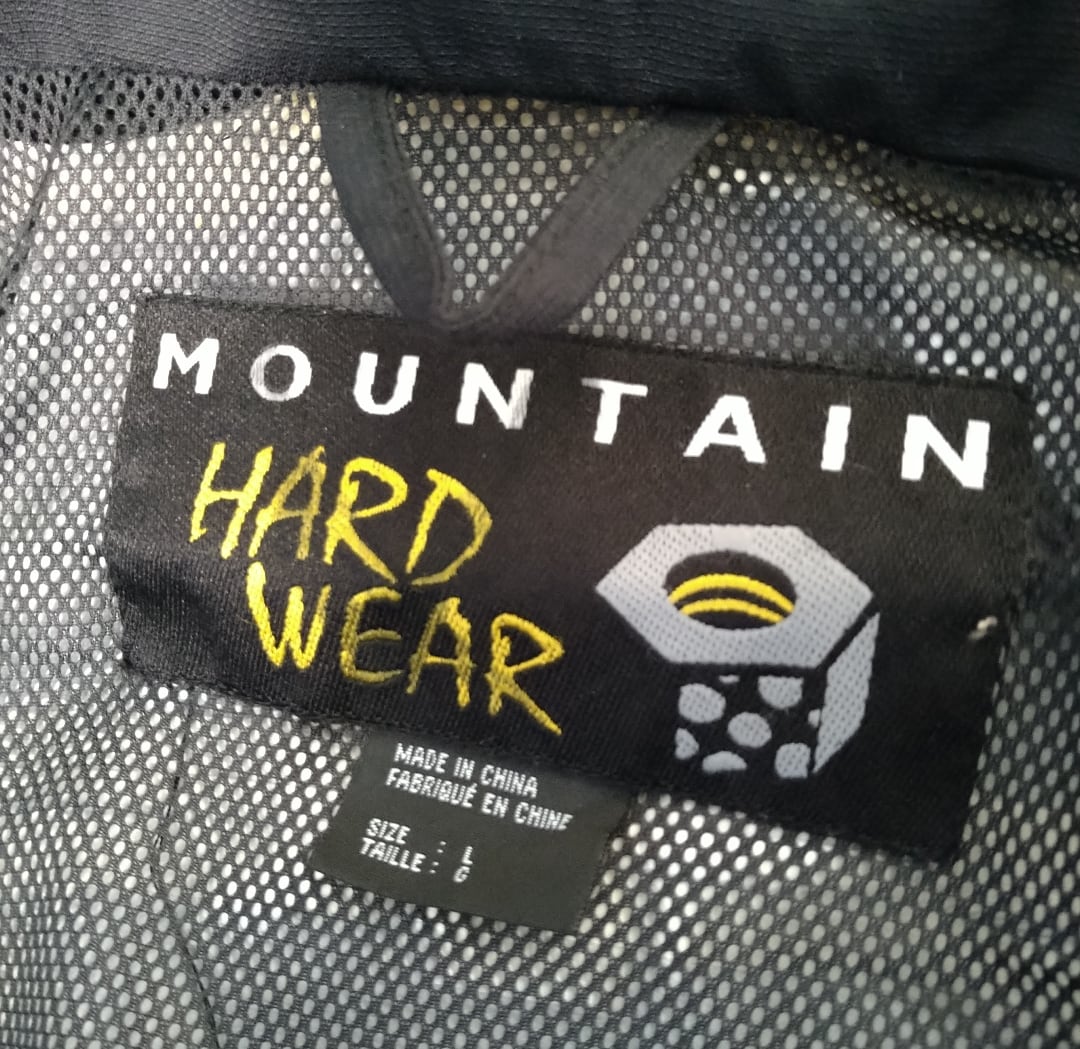 MOUNTAIN
HARD
WEAR
MADE IN CHINA
FABRIQUÉ EN CHINE
SIZE : L
TAILLE : G